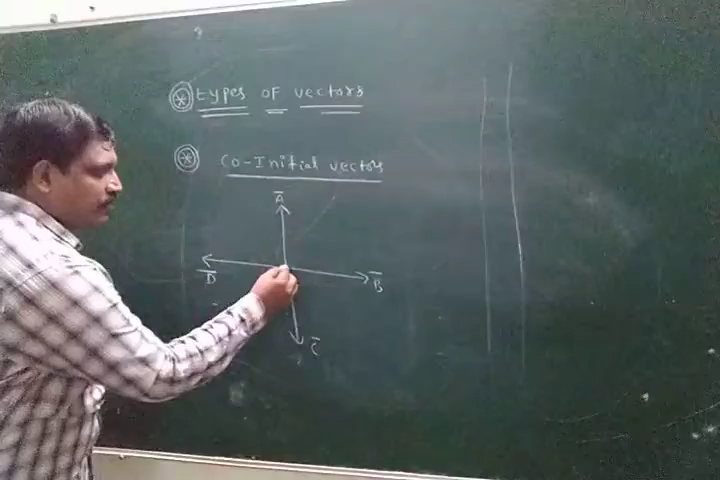 types of vectors
Co-Initial vectors
A̅
D̅
B̅
C̅